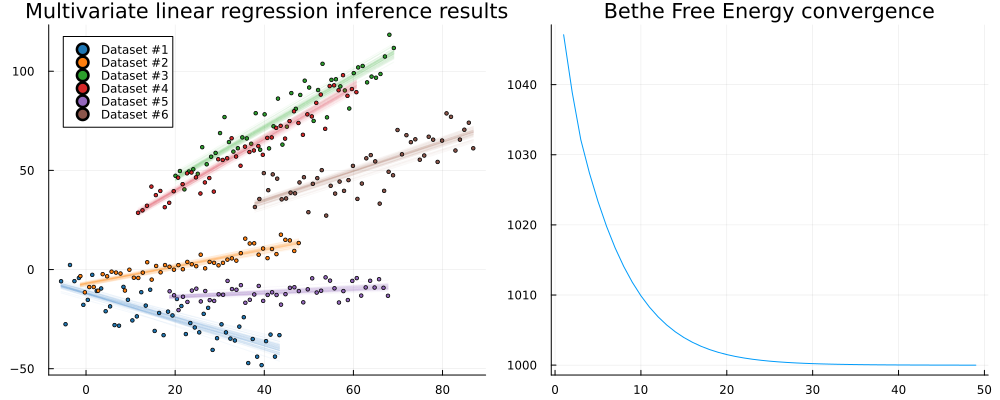 Multivariate linear regression inference results
Dataset #1
Dataset #2
Dataset #3
Dataset #4
Dataset #5
Dataset #6
100
50
0
−50
0
20
40
60
80
Bethe Free Energy convergence
1040
1030
1020
1010
1000
0
10
20
30
40
50